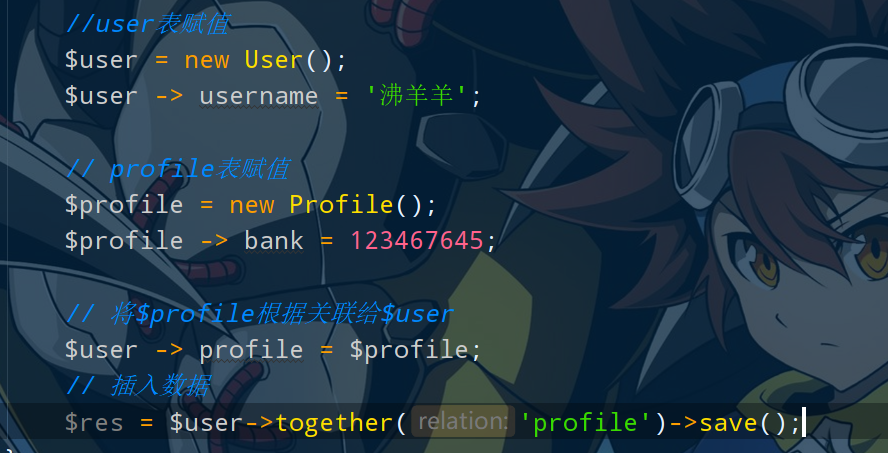 //user表赋值
$user = new User();
$user -> username = '沸羊羊';
// profile表赋值
$profile = new Profile();
$profile -> bank = 123467645;
// 将$profile根据关联给$user
$user -> profile = $profile;
// 插入数据
$res = $user->together( relation: 'profile')->save();